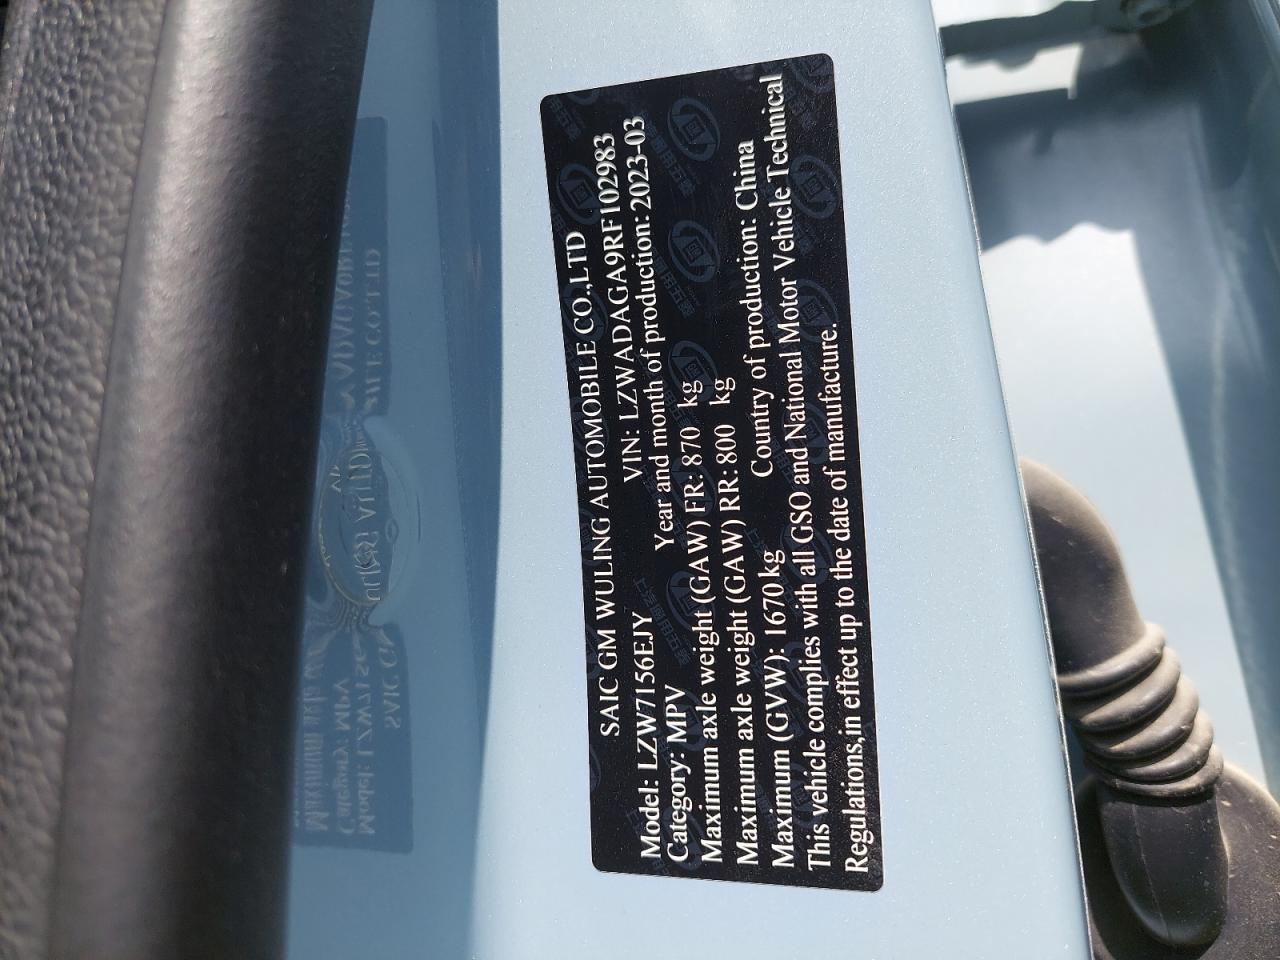 SAIC GM WULING AUTOMOBILE CO.,LTD
Model: LZW7156EJY VIN: LZWADAGA9RF102983
Category: MPV Year and month of production: 2023-03
Maximum axle weight (GAW) FR: 870 kg
Maximum axle weight (GAW) RR: 800 kg
Maximum (GVW): 1670 kg Country of production: China
This vehicle complies with all GSO and National Motor Vehicle Technical
Regulations,in effect up to the date of manufacture.